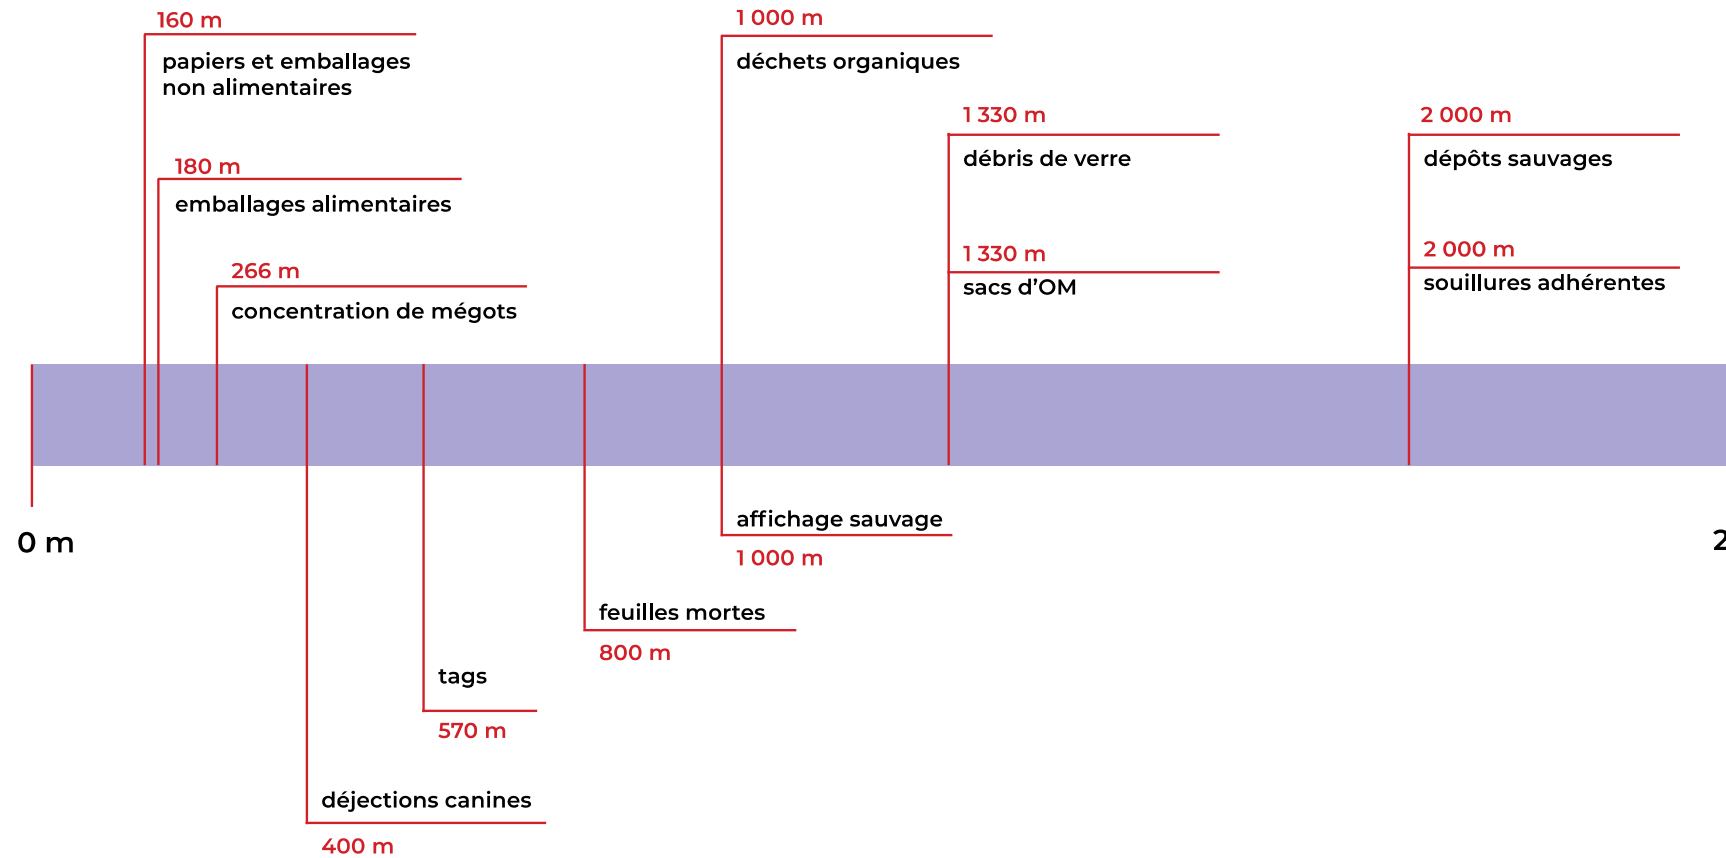 160 m
papiers et emballages
non alimentaires
180 m
emballages alimentaires
266 m
concentration de mégots
1 000 m
déchets organiques
1 330 m
débris de verre
1 330 m
sacs d’OM
2 000 m
dépôts sauvages
2 000 m
souillures adhérentes
0 m
2
affichage sauvage
1 000 m
feuilles mortes
800 m
tags
570 m
déjections canines
400 m